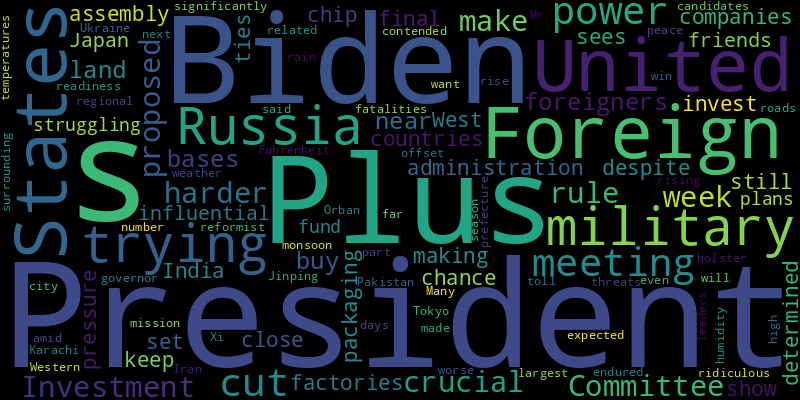 temperatures
States
surrounding
assembly
significantly
Ukraine
next
Japan
ties
related
rain
chip
final
contended
Mr
make
power
candidates
companies
peace
sees
friends
land
readiness
regional
proposed
Biden
want
rise
United
win
struggling
said
fatalities
foreigners
invest
roads
Russia
nearWest
countries
Foreign
s
bases
weather
Fahrenheit
offset
administration
despite
rising
still
harder
Plus
prefecture
season
rule
week
plans
influential
Orban
far
number
reformist
fund
military
trying
monsoon
part
India
buy
packaging
making
meeting
bolster
chance
President
pressure
governor
Jinping
Pakistan
toll
threats
even
will
determined
city
mission
Many
Tokyo
made
leaders
humidity
high
amid
Karachi
set
Xi
close
days
expected
Western
keep
Iran
worse
largest
endured
ridiculous
Investment
cut
factories
crucial
Committee
show